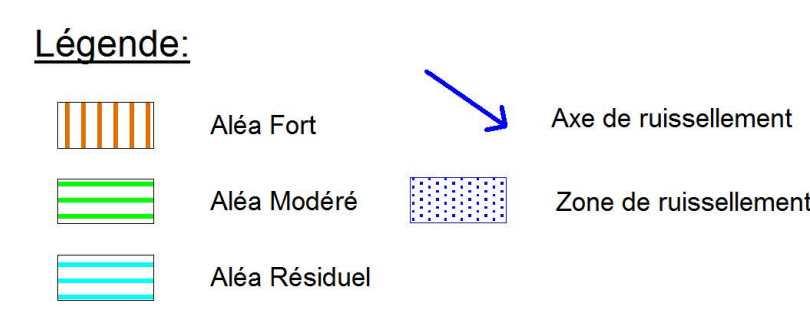 Légende:
Aléa Fort
Axe de ruissellement
Aléa Modéré
Zone de ruissellement
Aléa Résiduel